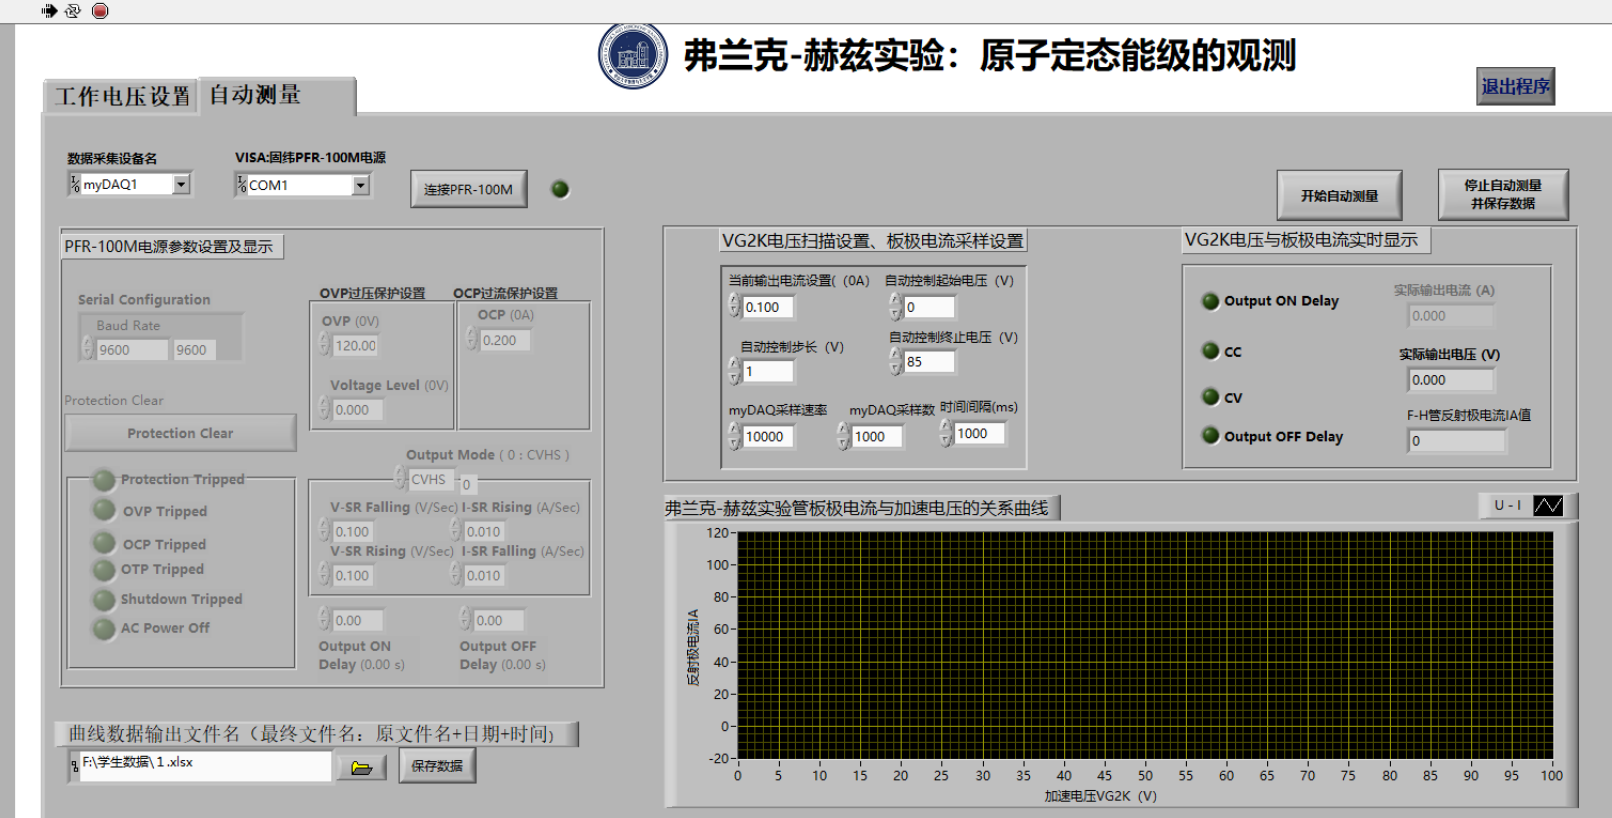 弗兰克-赫兹实验：原子定态能级的观测
退出程序
工作电压设置
自动测量
数据采集设备名
myDAQ1
VISA:固纬PFR-100M电源
COM1
连接PFR-100M
开始自动测量
停止自动测量
并保存数据
PFR-100M电源参数设置及显示
Serial Configuration
Baud Rate
9600
9600
Protection Clear
Protection Clear
Protection Tripped
OVP Tripped
OCP Tripped
OTP Tripped
Shutdown Tripped
AC Power Off
OVP过压保护设置
OVP (0V)
120.00
Voltage Level (0V)
0.000
OCP过流保护设置
OCP (0A)
0.200
Output Mode ( 0 : CVHS )
CVHS
0
V-SR Falling (V/Sec)
0.100
I-SR Rising (A/Sec)
0.010
V-SR Rising (V/Sec)
0.100
I-SR Falling (A/Sec)
0.010
0.00
Output ON
Delay (0.00 s)
0.00
Output OFF
Delay (0.00 s)
曲线数据输出文件名（最终文件名：原文件名+日期+时间)
F:\学生数据\１.xlsx
保存数据
VG2K电压扫描设置、板极电流采样设置
当前输出电流设置( (0A)
0.100
自动控制起始电压 (V)
0
自动控制步长 (V)
1
自动控制终止电压 (V)
85
myDAQ采样速率
10000
myDAQ采样数
1000
时间间隔(ms)
1000
VG2K电压与板极电流实时显示
Output ON Delay
CC
CV
Output OFF Delay
实际输出电流 (A)
0.000
实际输出电压 (V)
0.000
F-H管反射极电流IA值
0
弗兰克-赫兹实验管板极电流与加速电压的关系曲线
U - I
反射极电流IA
120
100
80
60
40
20
0
-20
0 5 10 15 20 25 30 35 40 45 50 55 60 65 70 75 80 85 90 95 100
加速电压VG2K (V)